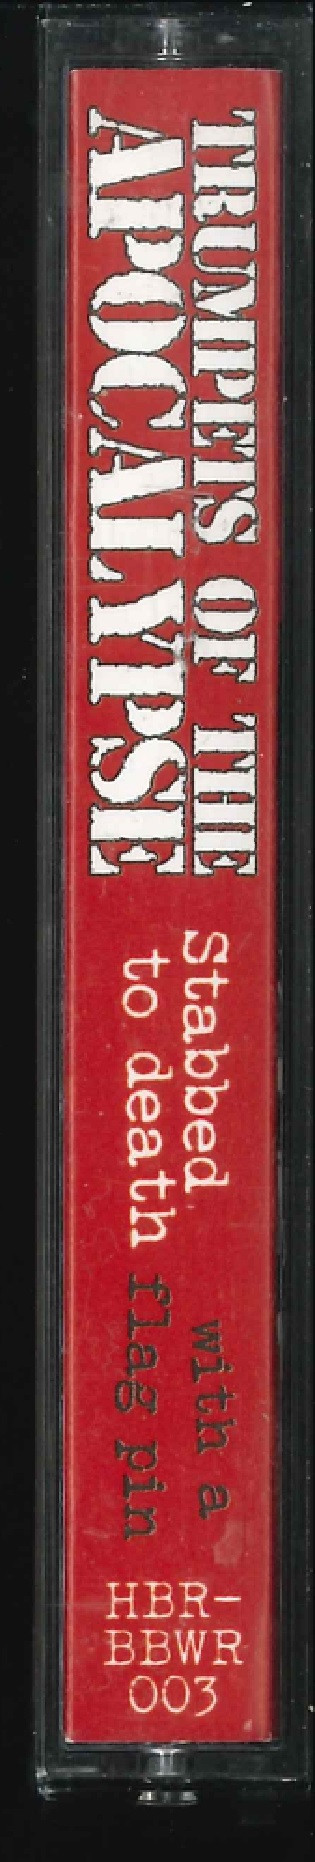 TRUMPETS OF THE
APOCALYPSE
Stabbed
to death
with a
flag pin
HBR-
BBWR
003